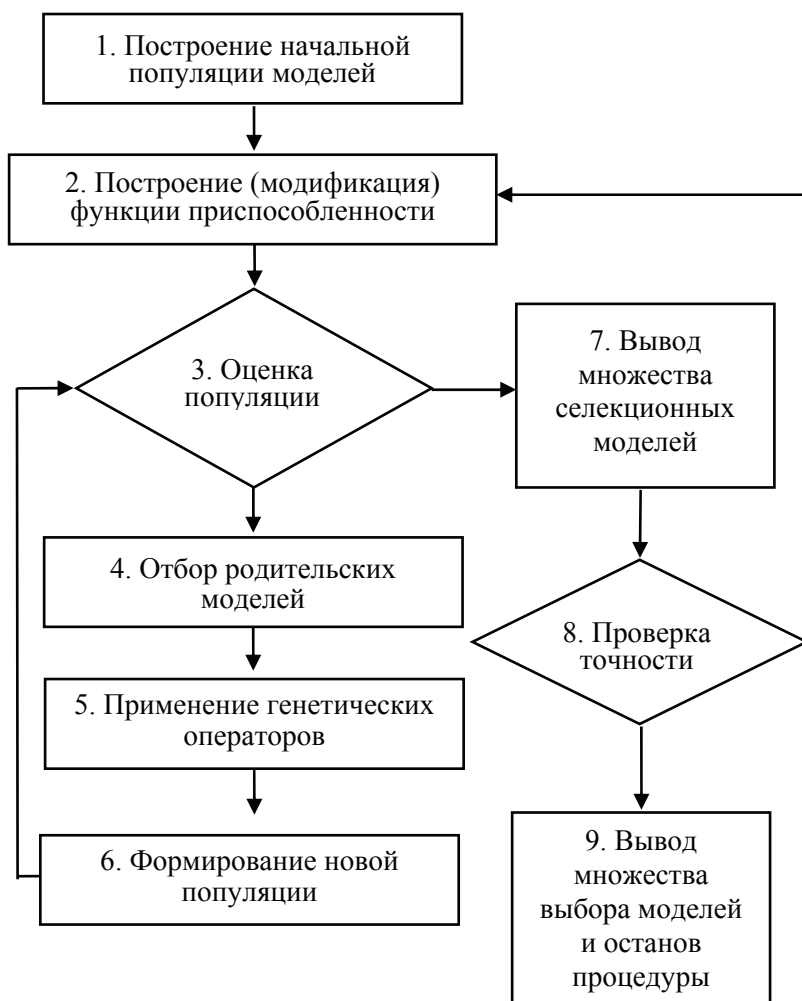 1. Построение начальной
популяции моделей
2. Построение (модификация)
функции приспособленности
3. Оценка
популяции
4. Отбор родительских
моделей
5. Применение генетических
операторов
6. Формирование новой
популяции
7. Вывод
множества
селекционных
моделей
8. Проверка
точности
9. Вывод
множества
выбора моделей
и останов
процедуры